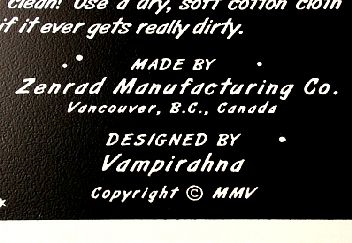 clean! Use a dry, soft cotton cloth
if it ever gets really dirty.
MADE BY
Zenrad Manufacturing Co.
Vancouver, B.C., Canada
DESIGNED BY
Vampirahna
Copyright © MMV